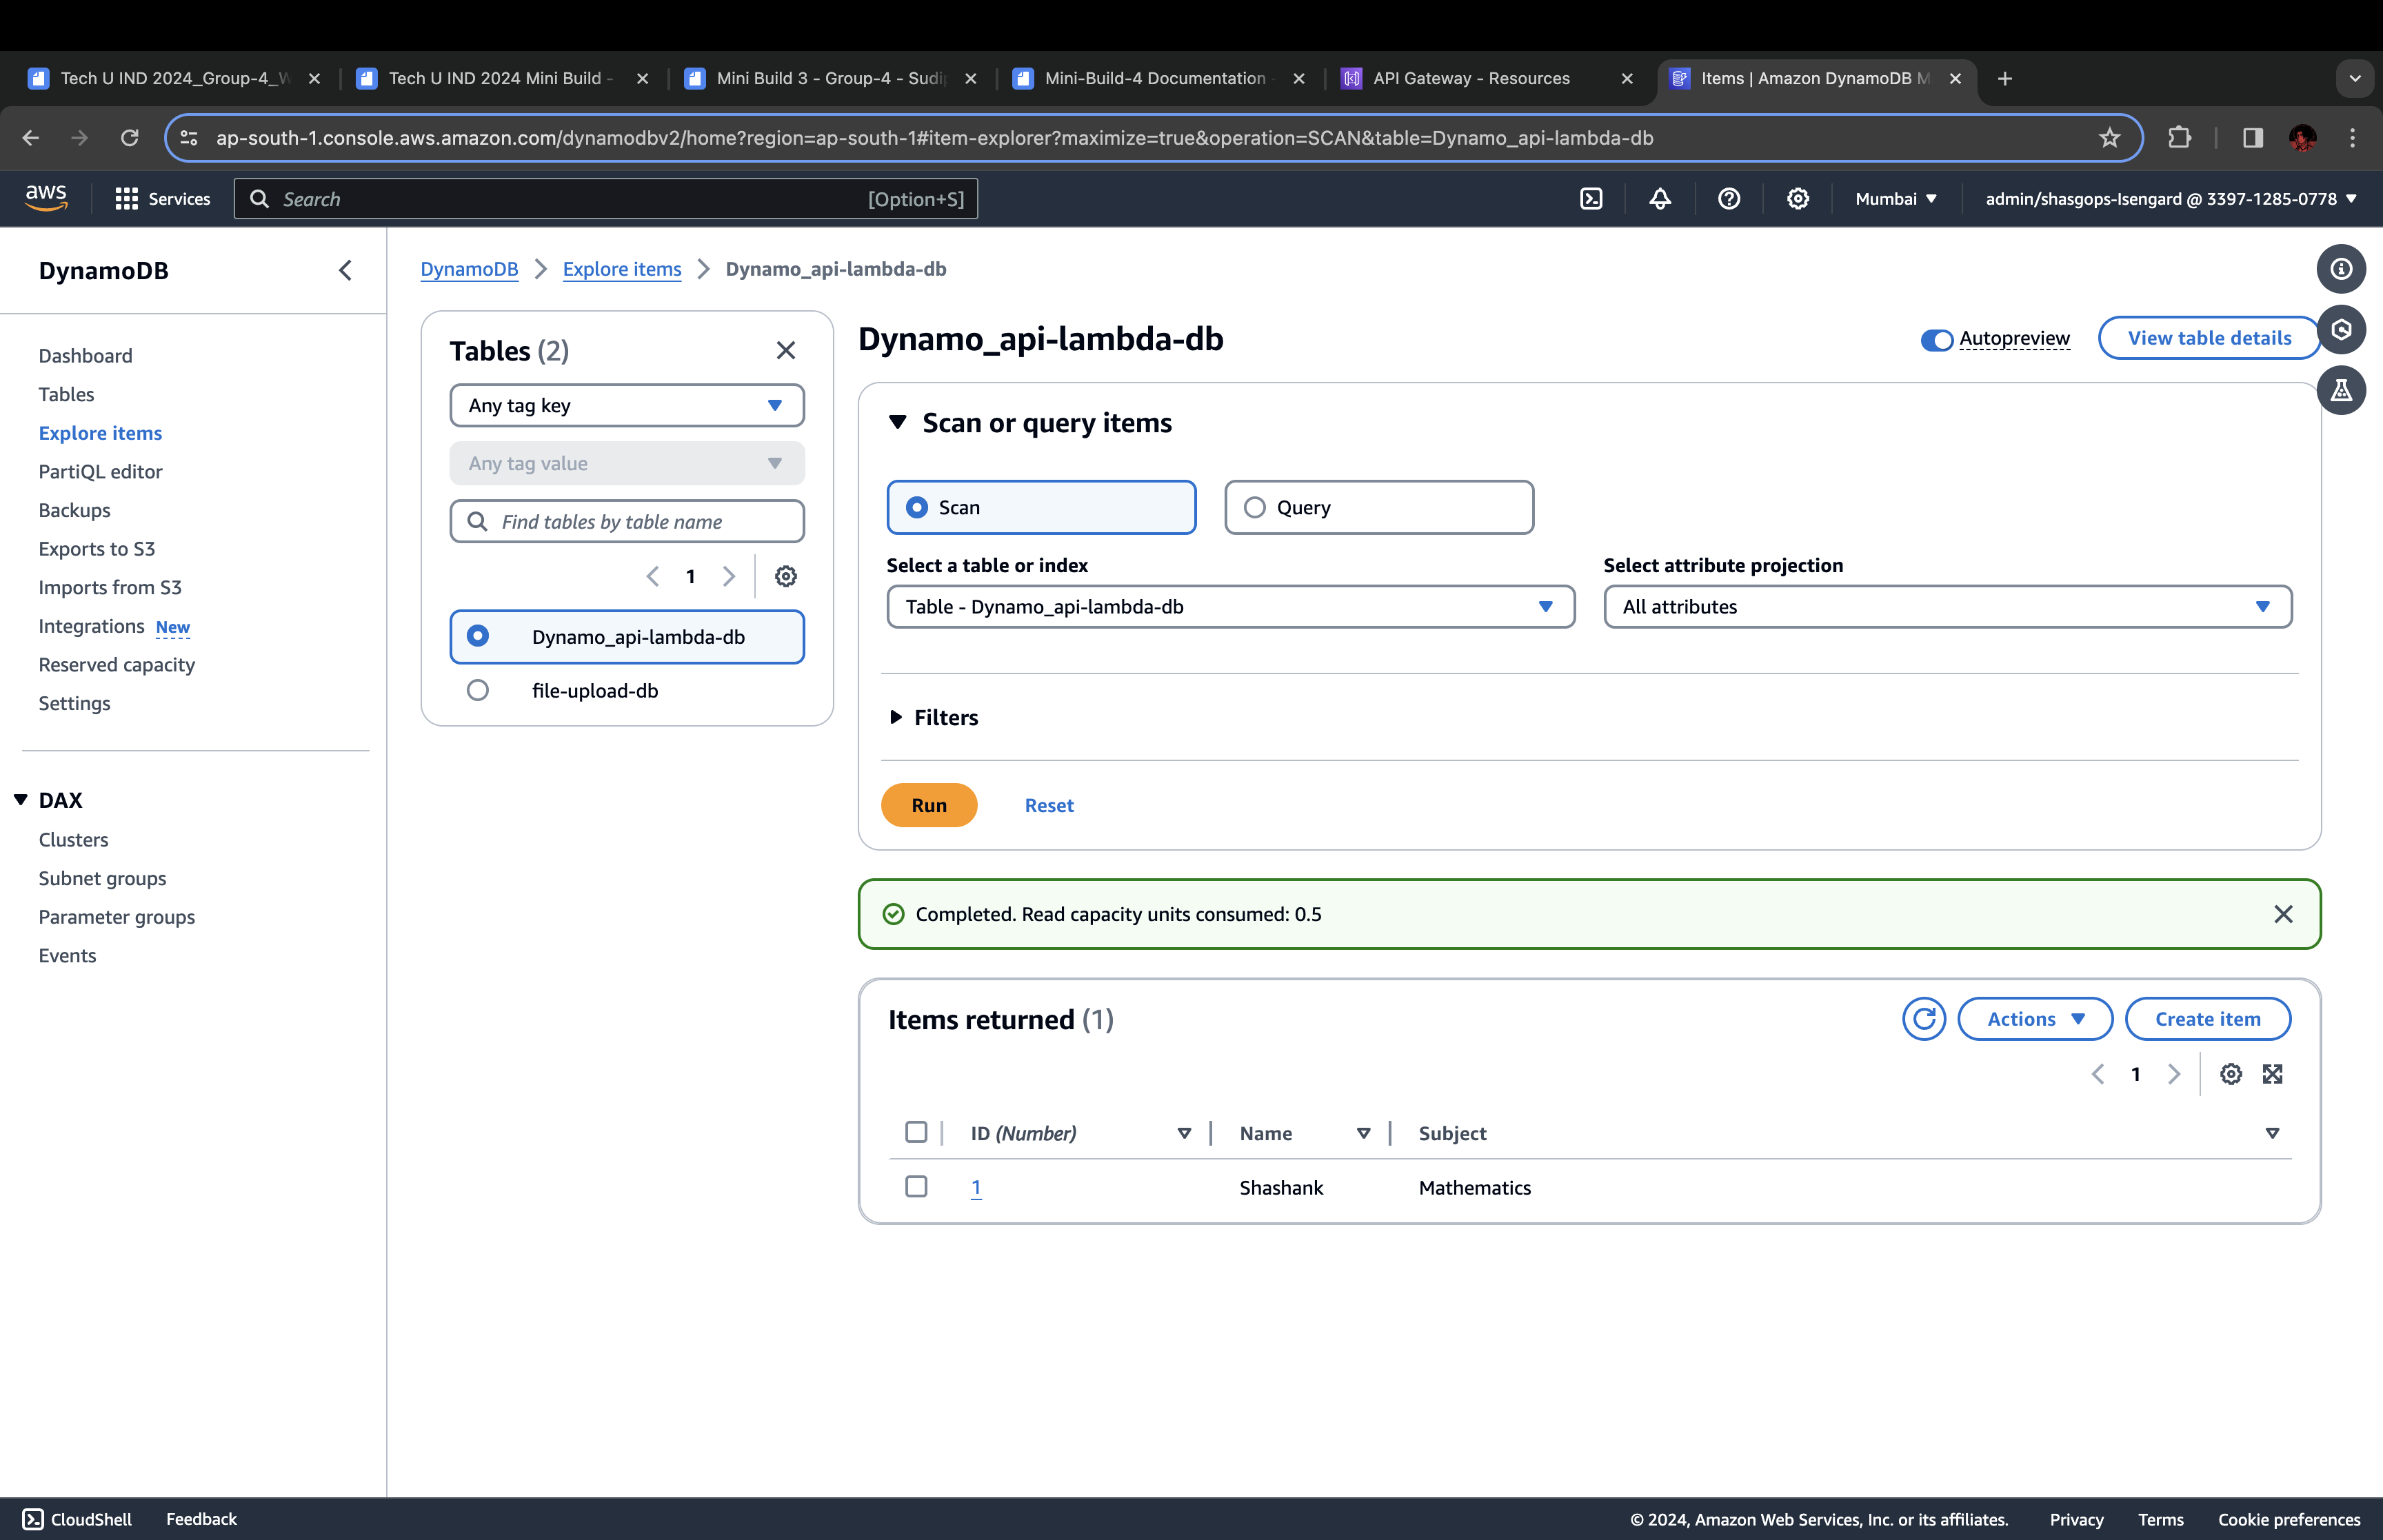 Tech U IND 2024_Group-4_W
Tech U IND 2024 Mini Build -
Mini Build 3 - Group-4 - Sudip
Mini-Build-4 Documentation -
API Gateway - Resources
Items | Amazon DynamoDB M
ap-south-1.console.aws.amazon.com/dynamodbv2/home?region=ap-south-1#item-explorer?maximize=true&operation=SCAN&table=Dynamo_api-lambda-db
aws
Services
Search
[Option+S]
Mumbai
admin/shasgops-Isengard @ 3397-1285-0778
DynamoDB
Dashboard
Tables
Explore items
PartiQL editor
Backups
Exports to S3
Imports from S3
Integrations New
Reserved capacity
Settings
DAX
Clusters
Subnet groups
Parameter groups
Events
DynamoDB > Explore items > Dynamo_api-lambda-db
Tables (2)
Any tag key
Any tag value
Find tables by table name
1
Dynamo_api-lambda-db
file-upload-db
Dynamo_api-lambda-db
Autopreview
View table details
Scan or query items
Scan
Query
Select a table or index
Table - Dynamo_api-lambda-db
Select attribute projection
All attributes
Filters
Run
Reset
Completed. Read capacity units consumed: 0.5
Items returned (1)
Actions
Create item
1
ID (Number) Name Subject
1 Shashank Mathematics
CloudShell
Feedback
© 2024, Amazon Web Services, Inc. or its affiliates.
Privacy
Terms
Cookie preferences